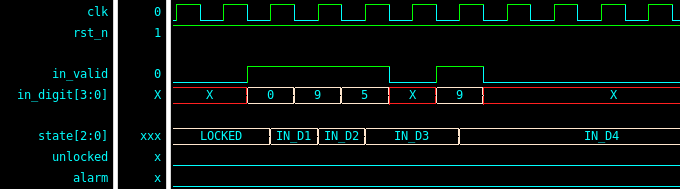 clk 0
rst_n 1
in_valid 0
in_digit[3:0] X X 0 9 5 X 9 X
state[2:0] xxx LOCKED IN_D1 IN_D2 IN_D3 IN_D4
unlocked x
alarm x